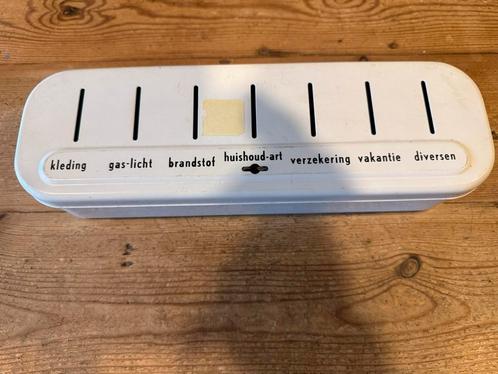 kleding gas-licht brandstof huishoud-art verzekering vakantie diversen